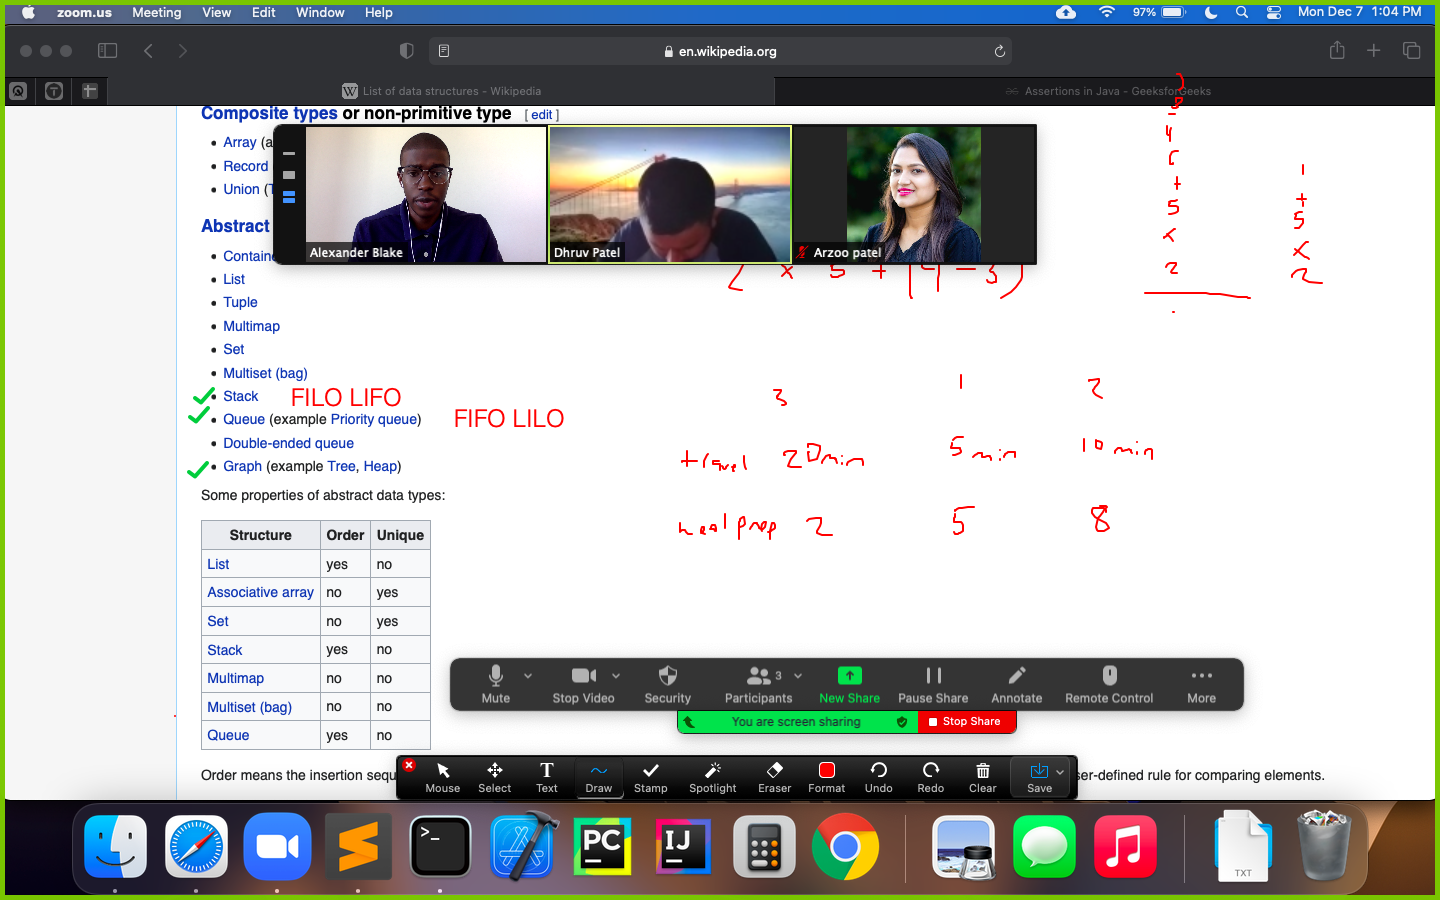 zoom.us Meeting View Edit Window Help 97% Mon Dec 7 1:04 PM
en.wikipedia.org
List of data structures - Wikipedia
Assertions in Java - GeeksforGeeks
Composite types or non-primitive type [ edit ]
Array (a
Record
Union (T
Alexander Blake
Dhruv Patel
Arzoo patel
Abstract
Containe
List
Tuple
Multimap
Set
Multiset (bag)
Stack FILO LIFO
Queue (example Priority queue) FIFO LILO
Double-ended queue
Graph (example Tree, Heap)
Some properties of abstract data types:
Structure Order Unique
List yes no
Associative array no yes
Set no yes
Stack yes no
Multimap no no
Multiset (bag) no no
Queue yes no
Order means the insertion sequ
ser-defined rule for comparing elements.
2 x 5 + (4 - 3)
)
3
-
4
(
+
5
x
2
1
+
5
x
2
3 1 2
travel 20min 5 min 10 min
meal prep 2 5 8
Mute Stop Video Security Participants 3 New Share Pause Share Annotate Remote Control More
You are screen sharing Stop Share
Mouse Select Text Draw Stamp Spotlight Eraser Format Undo Redo Clear Save
PC
IJ
TXT